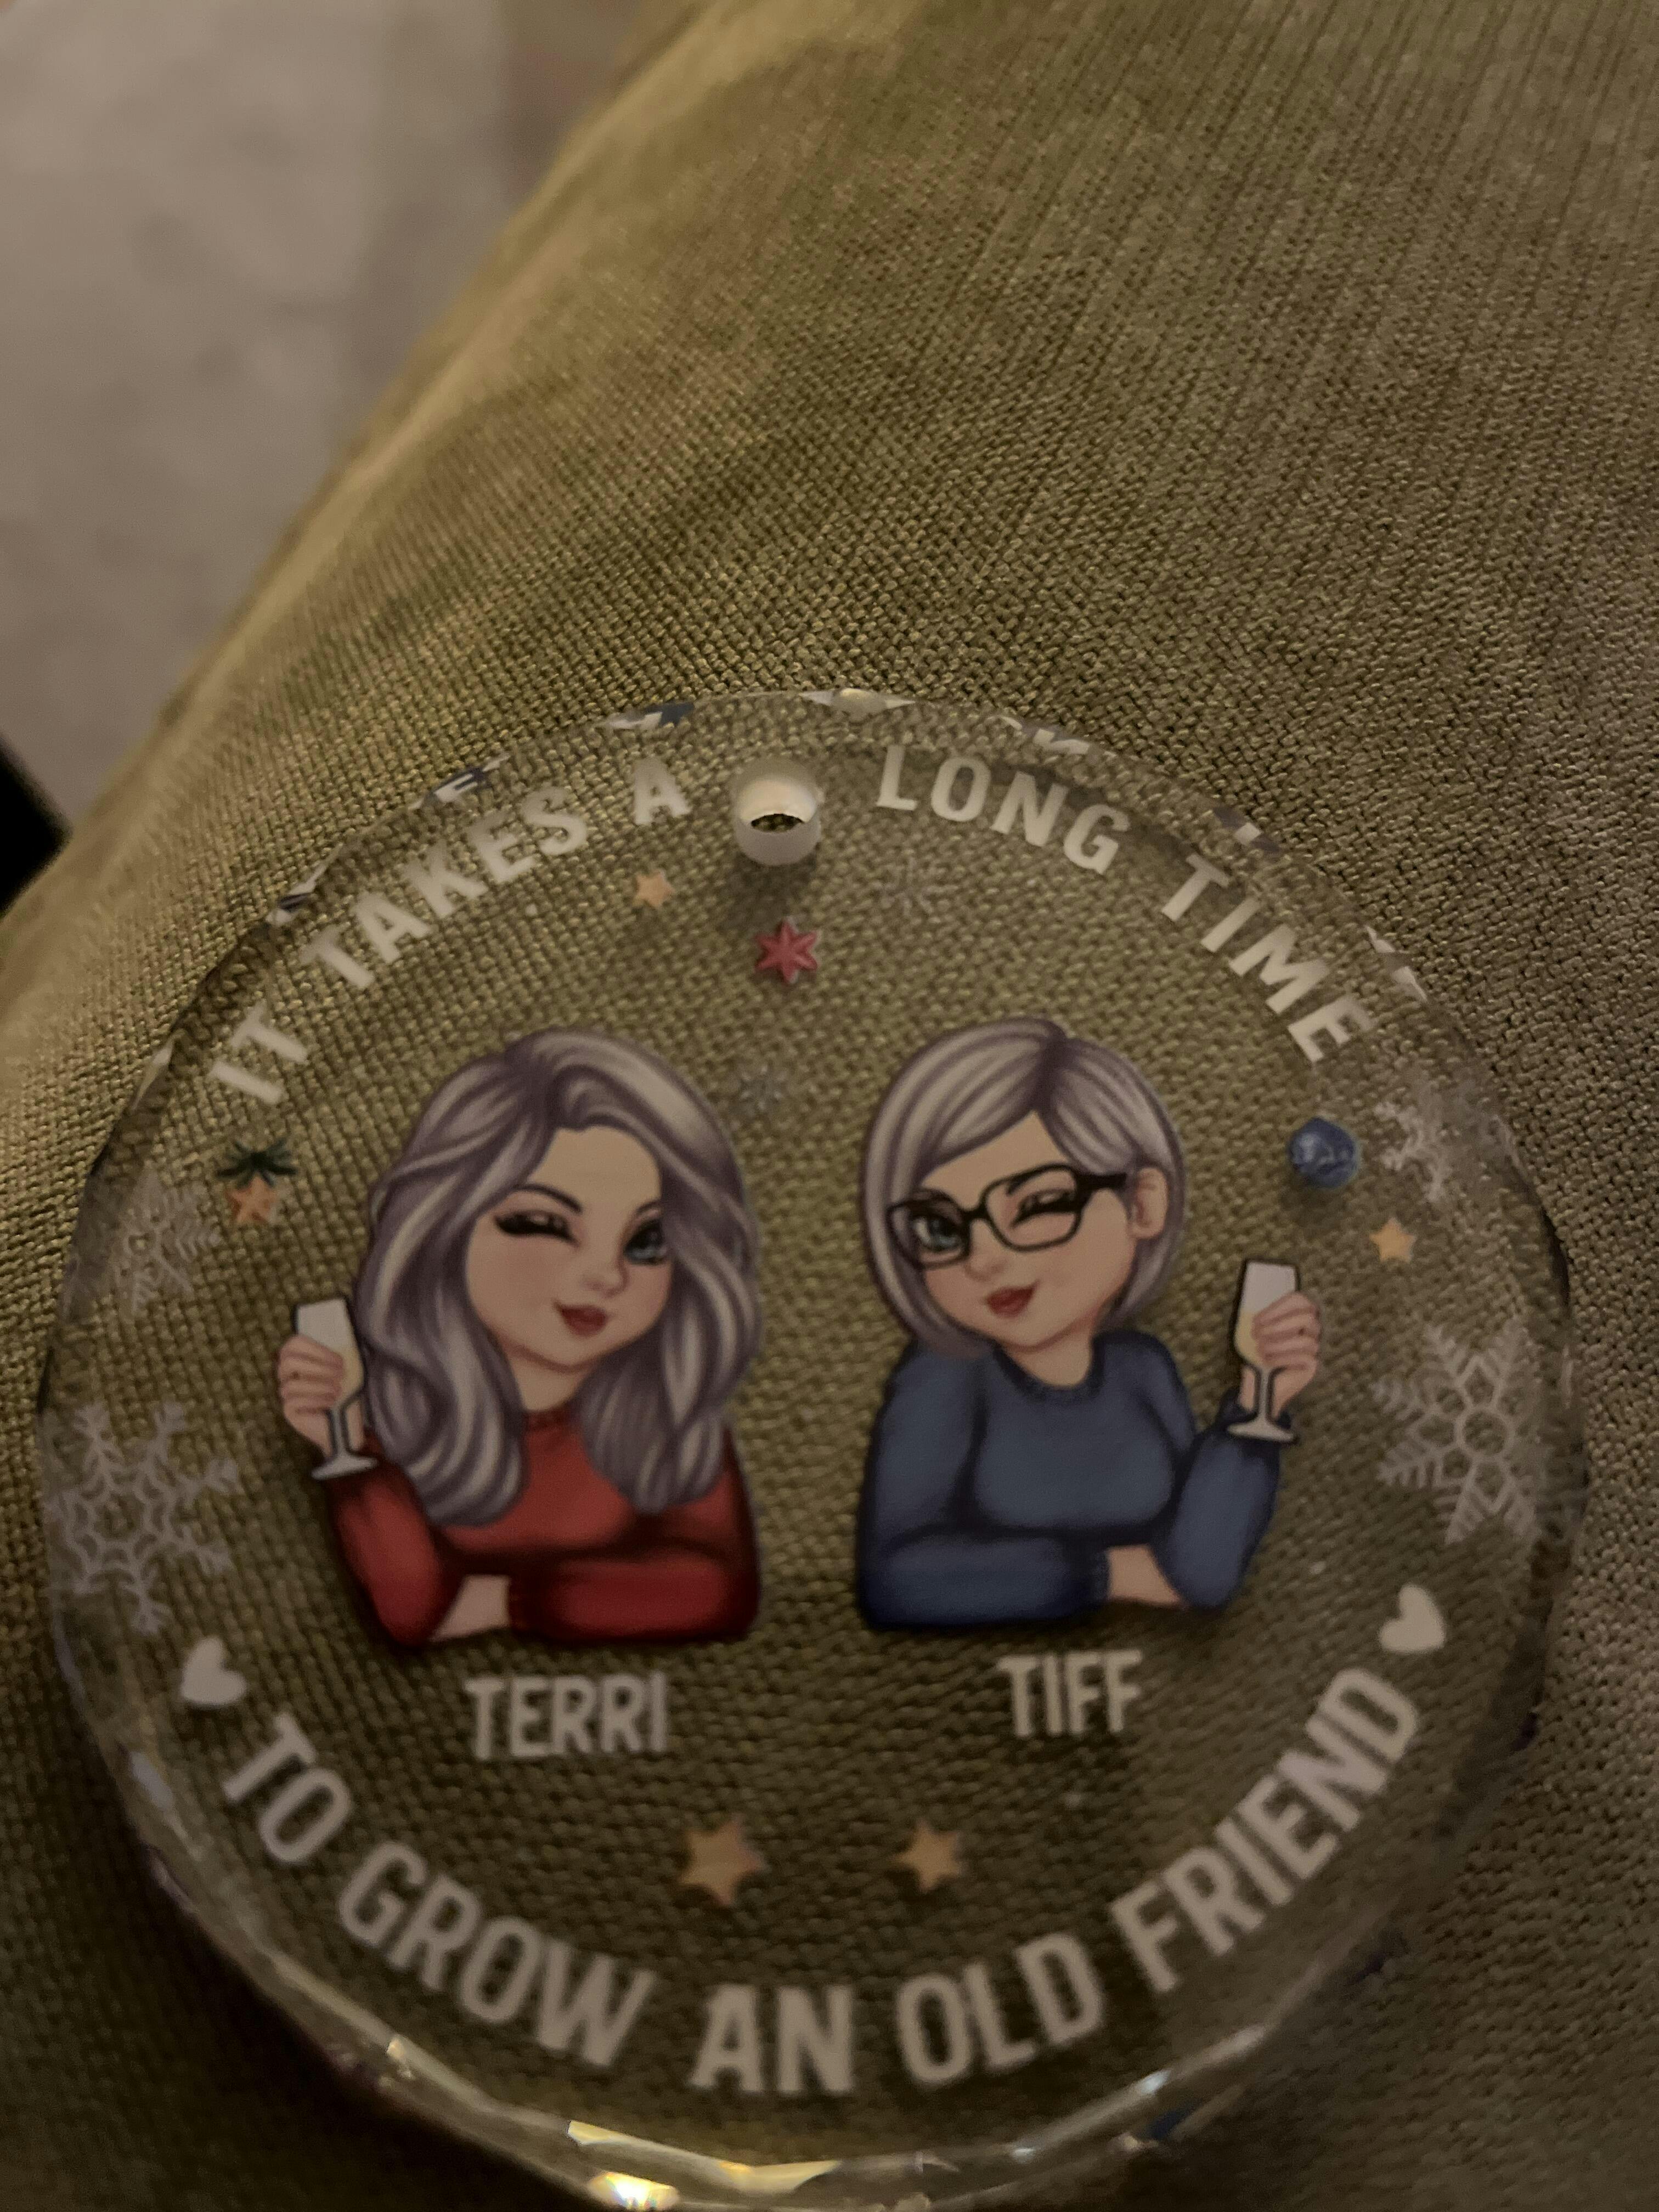 IT TAKES A LONG TIME
TERRI TIFF
TO GROW AN OLD FRIEND